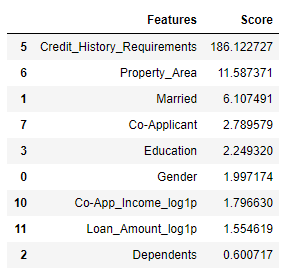 Features Score
5 Credit_History_Requirements 186.122727
6 Property_Area 11.587371
1 Married 6.107491
7 Co-Applicant 2.789579
3 Education 2.249320
0 Gender 1.997174
10 Co-App_Income_log1p 1.796630
11 Loan_Amount_log1p 1.554619
2 Dependents 0.600717